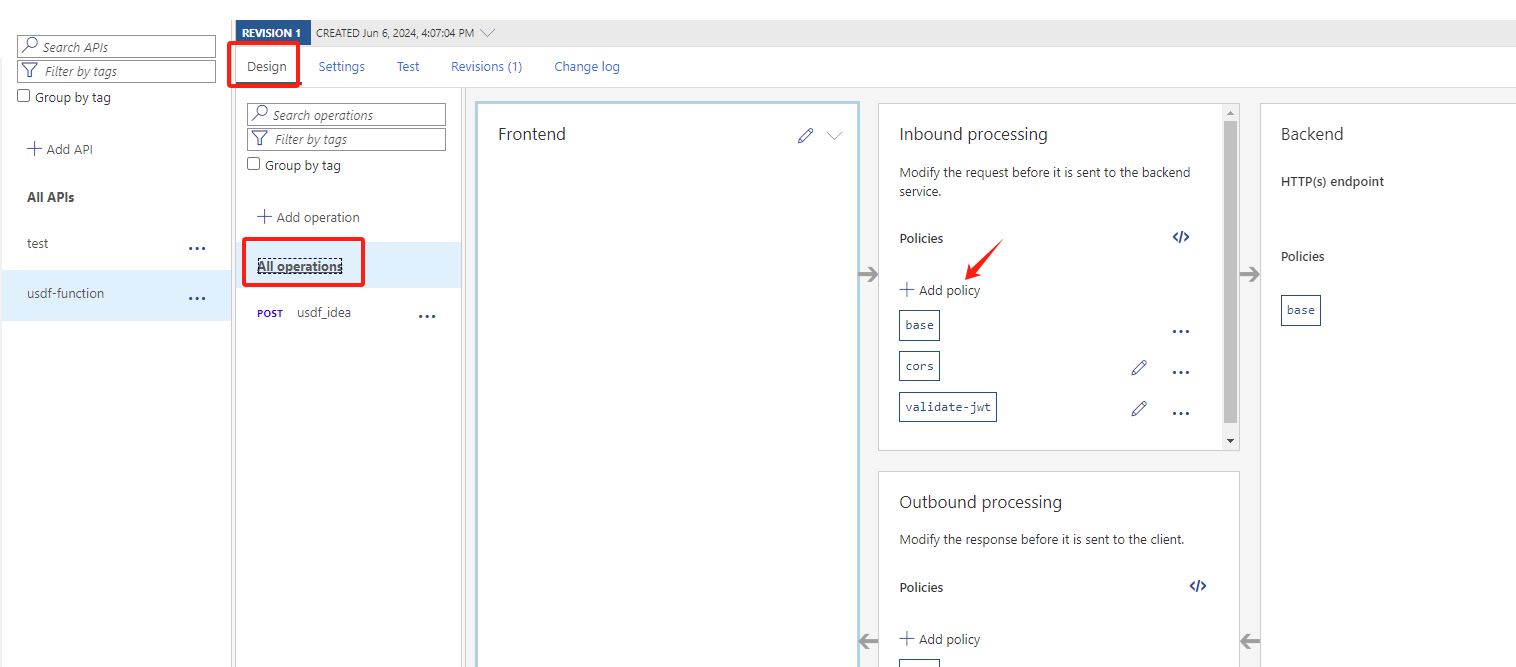 Search APIs
Filter by tags
Group by tag
Add API
All APIs
test
usdf-function
REVISION 1 CREATED Jun 6, 2024, 4:07:04 PM
Design Settings Test Revisions (1) Change log
Search operations
Filter by tags
Group by tag
Add operation
All operations
POST usdf_idea
Frontend
Inbound processing
Modify the request before it is sent to the backend
service.
Policies </>
Add policy
base
cors
validate-jwt
Outbound processing
Modify the response before it is sent to the client.
Policies </>
Add policy
Backend
HTTP(s) endpoint
Policies
base